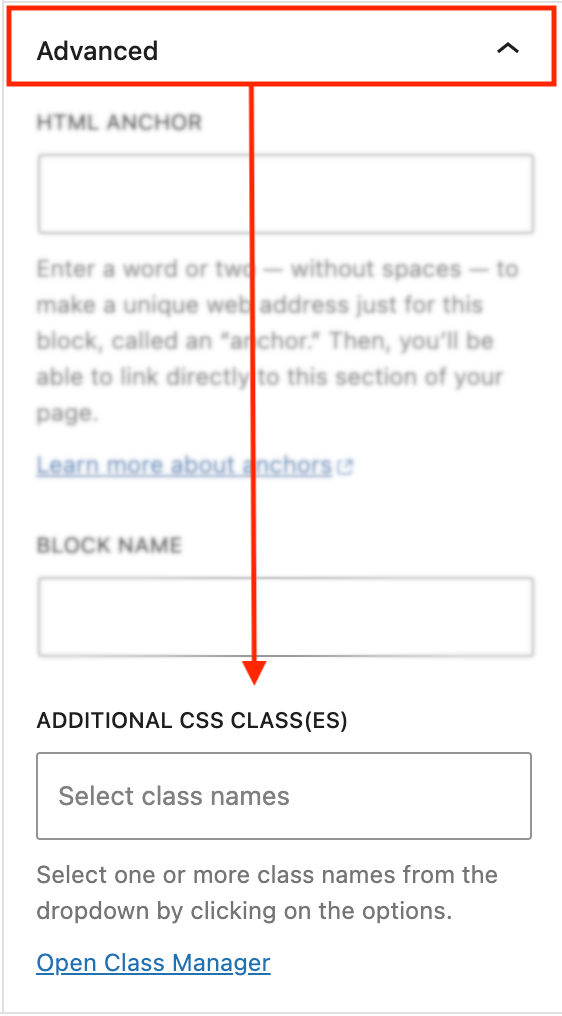 Advanced
HTML ANCHOR
Enter a word or two — without spaces — to
make a unique web address just for this
block, called an “anchor.” Then, you’ll be
able to link directly to this section of your
page.
Learn more about anchors
BLOCK NAME
ADDITIONAL CSS CLASS(ES)
Select class names
Select one or more class names from the
dropdown by clicking on the options.
Open Class Manager